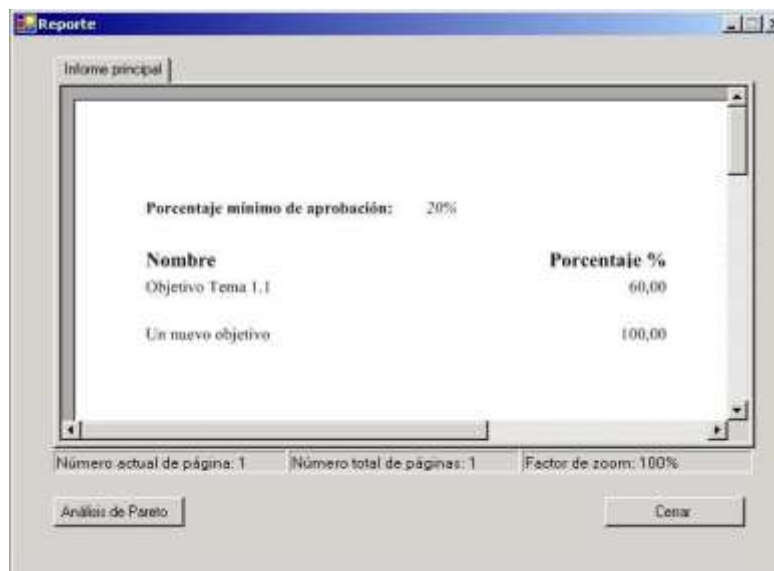 Reporte
Informe principal
Porcentaje mínimo de aprobación: 20%
Nombre Porcentaje %
Objetivo Tema 1.1 60,00
Un nuevo objetivo 100,00
Número actual de página: 1 Número total de páginas: 1 Factor de zoom: 100%
Análisis de Pareto Cerrar